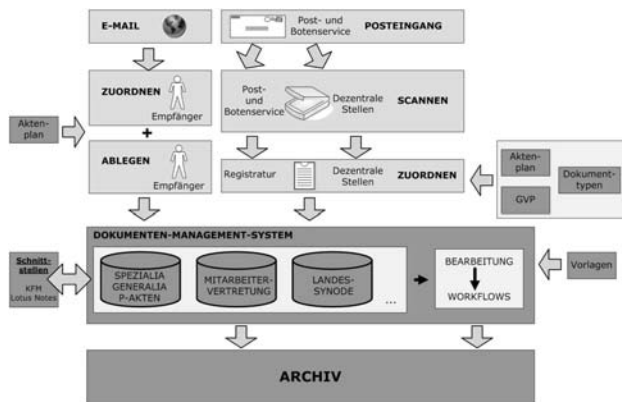 E-MAIL
Post- und
Botenservice
POSTEINGANG
ZUORDNEN
Empfänger
+
ABLEGEN
Empfänger
Akten-
plan
Post-
und
Botenservice
Dezentrale
Stellen
SCANNEN
Registratur
Dezentrale
Stellen
ZUORDNEN
Akten-
plan
GVP
Dokument-
typen
DOKUMENTEN-MANAGEMENT-SYSTEM
Schnitt-
stellen
KFM
Lotus Notes
SPEZIALIA
GENERALIA
P-AKTEN
MITARBEITER-
VERTRETUNG
LANDES-
SYNODE
...
BEARBEITUNG
WORKFLOWS
Vorlagen
ARCHIV